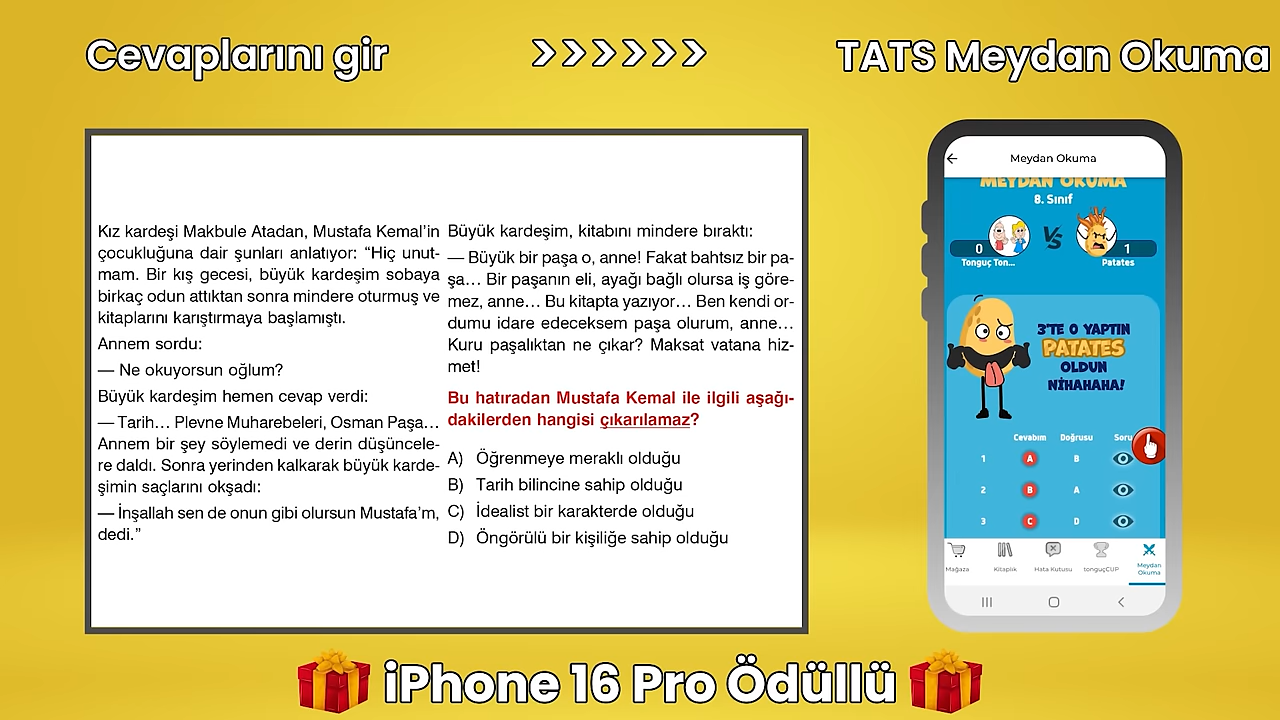 Cevaplarını gir
TATS Meydan Okuma
Kız kardeşi Makbule Atadan, Mustafa Kemal’in
çocukluğuna dair şunları anlatıyor: “Hiç unut-
mam. Bir kış gecesi, büyük kardeşim sobaya
birkaç odun attıktan sonra mindere oturmuş ve
kitaplarını karıştırmaya başlamıştı.
Annem sordu:
— Ne okuyorsun oğlum?
Büyük kardeşim hemen cevap verdi:
— Tarih… Plevne Muharebeleri, Osman Paşa…
Annem bir şey söylemedi ve derin düşüncele-
re daldı. Sonra yerinden kalkarak büyük karde-
şimin saçlarını okşadı:
— İnşallah sen de onun gibi olursun Mustafa’m,
dedi.”
Büyük kardeşim, kitabını mindere bıraktı:
— Büyük bir paşa o, anne! Fakat bahtsız bir pa-
şa… Bir paşanın eli, ayağı bağlı olursa iş göre-
mez, anne… Bu kitapta yazıyor… Ben kendi or-
dumu idare edeceksem paşa olurum, anne…
Kuru paşalıktan ne çıkar? Maksat vatana hiz-
met!
Bu hatıradan Mustafa Kemal ile ilgili aşağı-
dakilerden hangisi çıkarılamaz?
A) Öğrenmeye meraklı olduğu
B) Tarih bilincine sahip olduğu
C) İdealist bir karakterde olduğu
D) Öngörülü bir kişiliğe sahip olduğu
Meydan Okuma
MEYDAN OKUMA
8. Sınıf
0 VS 1
Tonguç Ton... Patates
3'TE 0 YAPTIN
PATATES
OLDUN
NİHAHAHA!
Cevabım Doğrusu Soru
1 A B
2 B A
3 C D
Mağaza Kitaplık Hata Kutusu tonguçCUP Meydan
Okuma
iPhone 16 Pro Ödüllü